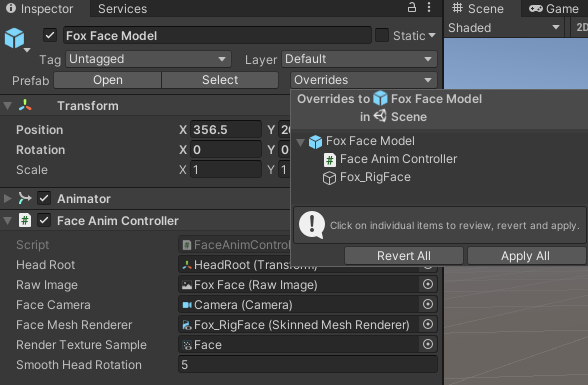 Inspector Services
Scene Game
Shaded 2D
Fox Face Model Static
Tag Untagged Layer Default
Prefab Open Select Overrides
Overrides to Fox Face Model
in Scene
Fox Face Model
Face Anim Controller
Fox_RigFace
Click on individual items to review, revert and apply.
Revert All Apply All
Transform
Position X 356.5 Y
Rotation X 0 Y 0
Scale X 1 Y 1
Animator
Face Anim Controller
Script FaceAnimControl
Head Root HeadRoot (Transform)
Raw Image Fox Face (Raw Image)
Face Camera Camera (Camera)
Face Mesh Renderer Fox_RigFace (Skinned Mesh Renderer)
Render Texture Sample Face
Smooth Head Rotation 5